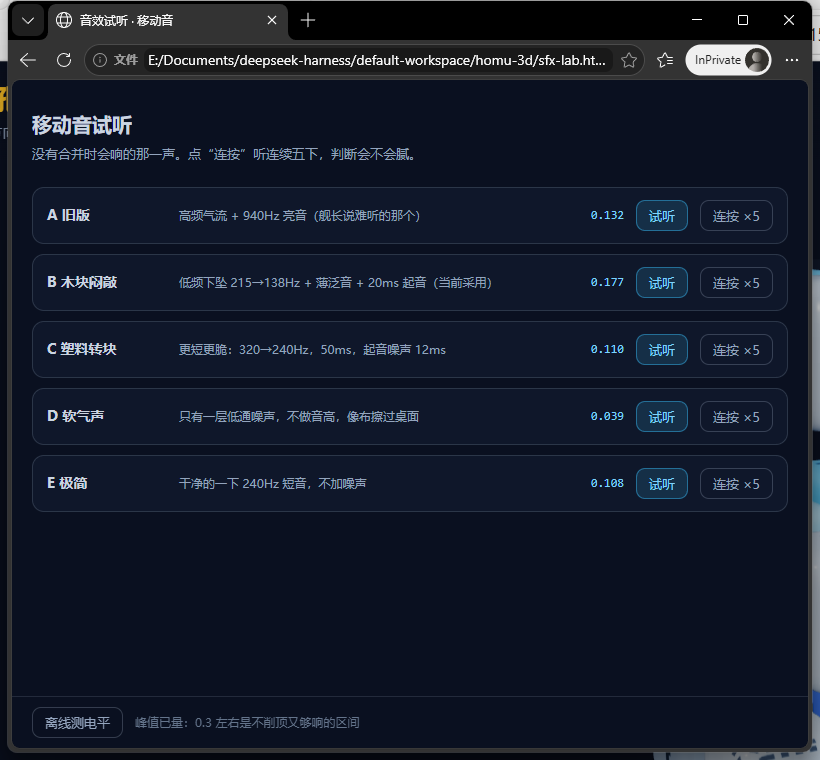 音效试听 · 移动音
文件 E:/Documents/deepseek-harness/default-workspace/homu-3d/sfx-lab.ht...
InPrivate
移动音试听
没有合并时会响的那一声。点“连按”听连续五下，判断会不会腻。
A 旧版 高频气流 + 940Hz 亮音（舰长说难听的那个） 0.132 试听 连按 ×5
B 木块闷敲 低频下坠 215→138Hz + 薄泛音 + 20ms 起音（当前采用） 0.177 试听 连按 ×5
C 塑料转块 更短更脆：320→240Hz，50ms，起音噪声 12ms 0.110 试听 连按 ×5
D 软气声 只有一层低通噪声，不做音高，像布擦过桌面 0.039 试听 连按 ×5
E 极简 干净的一下 240Hz 短音，不加噪声 0.108 试听 连按 ×5
离线测电平 峰值已量：0.3 左右是不削顶又够响的区间